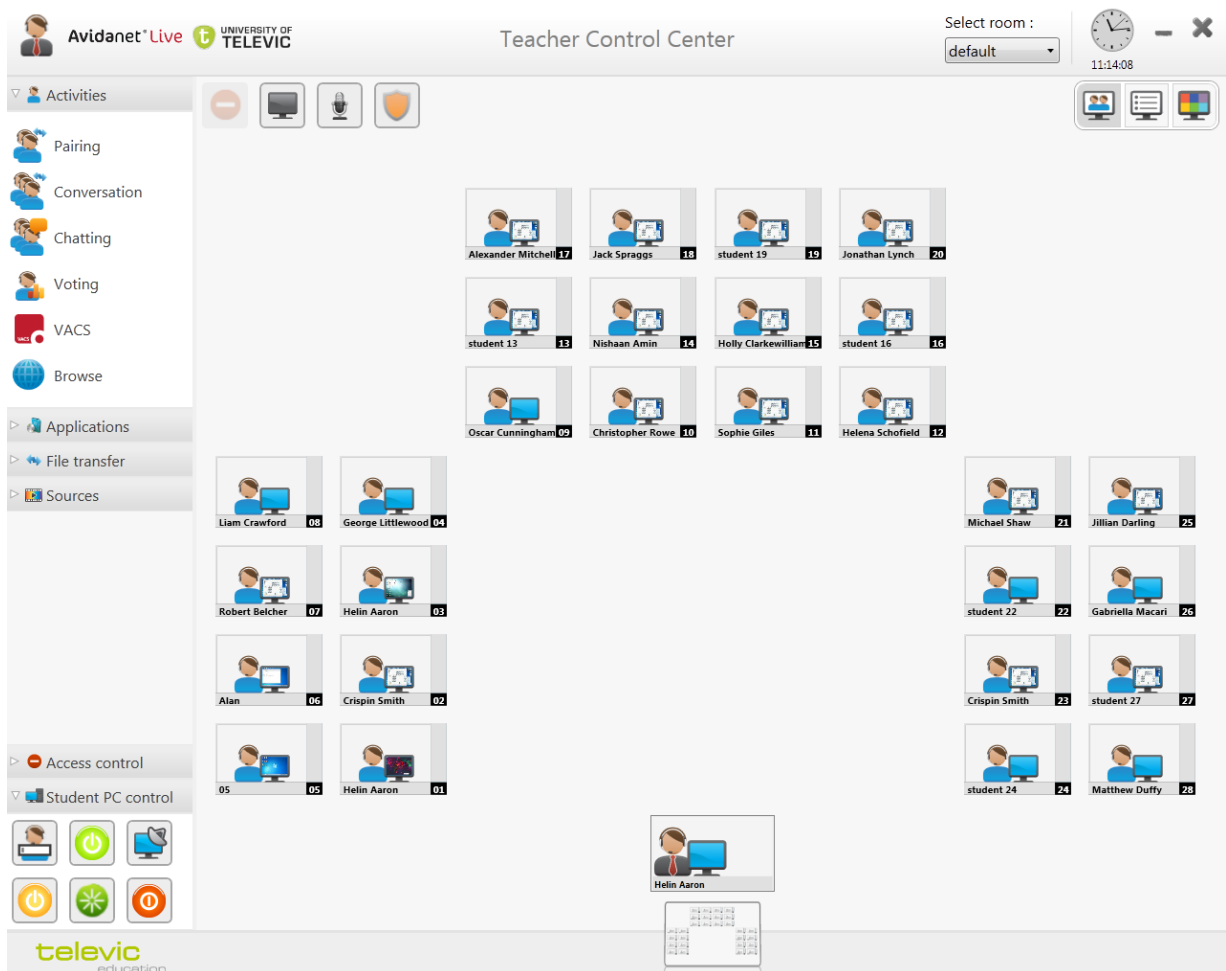 Avidanet® Live
UNIVERSITY OF
TELEVIC
Teacher Control Center
Select room :
default
11:14:08
Activities
Pairing
Conversation
Chatting
Voting
VACS
VACS
Browse
Applications
File transfer
Sources
Access control
Student PC control
Alexander Mitchell 17
Jack Spraggs 18
student 19 19
Jonathan Lynch 20
student 13 13
Nishaan Amin 14
Holly Clarkewilliam 15
student 16 16
Oscar Cunningham 09
Christopher Rowe 10
Sophie Giles 11
Helena Schofield 12
Liam Crawford 08
George Littlewood 04
Michael Shaw 21
Jillian Darling 25
Robert Belcher 07
Helin Aaron 03
student 22 22
Gabriella Macari 26
Alan 06
Crispin Smith 02
Crispin Smith 23
student 27 27
05 05
Helin Aaron 01
student 24 24
Matthew Duffy 28
Helin Aaron
televic
education